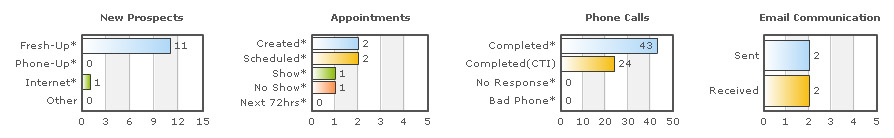 New Prospects
Fresh-Up*
11
Phone-Up*
0
Internet*
1
Other
0
0 3 6 9 12 15
Appointments
Created*
2
Scheduled*
2
Show*
1
No Show*
1
Next 72hrs*
0
0 1 2 3 4 5
Phone Calls
Completed*
43
Completed(CTI)
24
No Response*
0
Bad Phone*
0
0 10 20 30 40 50
Email Communication
Sent
2
Received
2
0 1 2 3 4 5